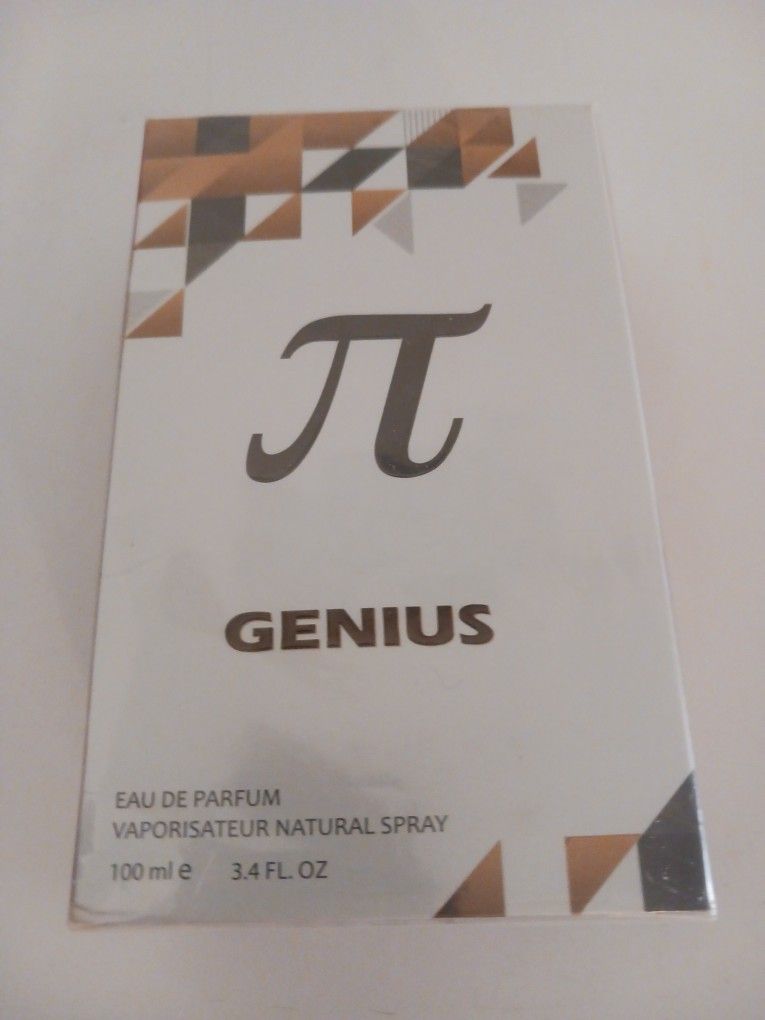 π
GENIUS
EAU DE PARFUM
VAPORISATEUR NATURAL SPRAY
100 ml e 3.4 FL. OZ